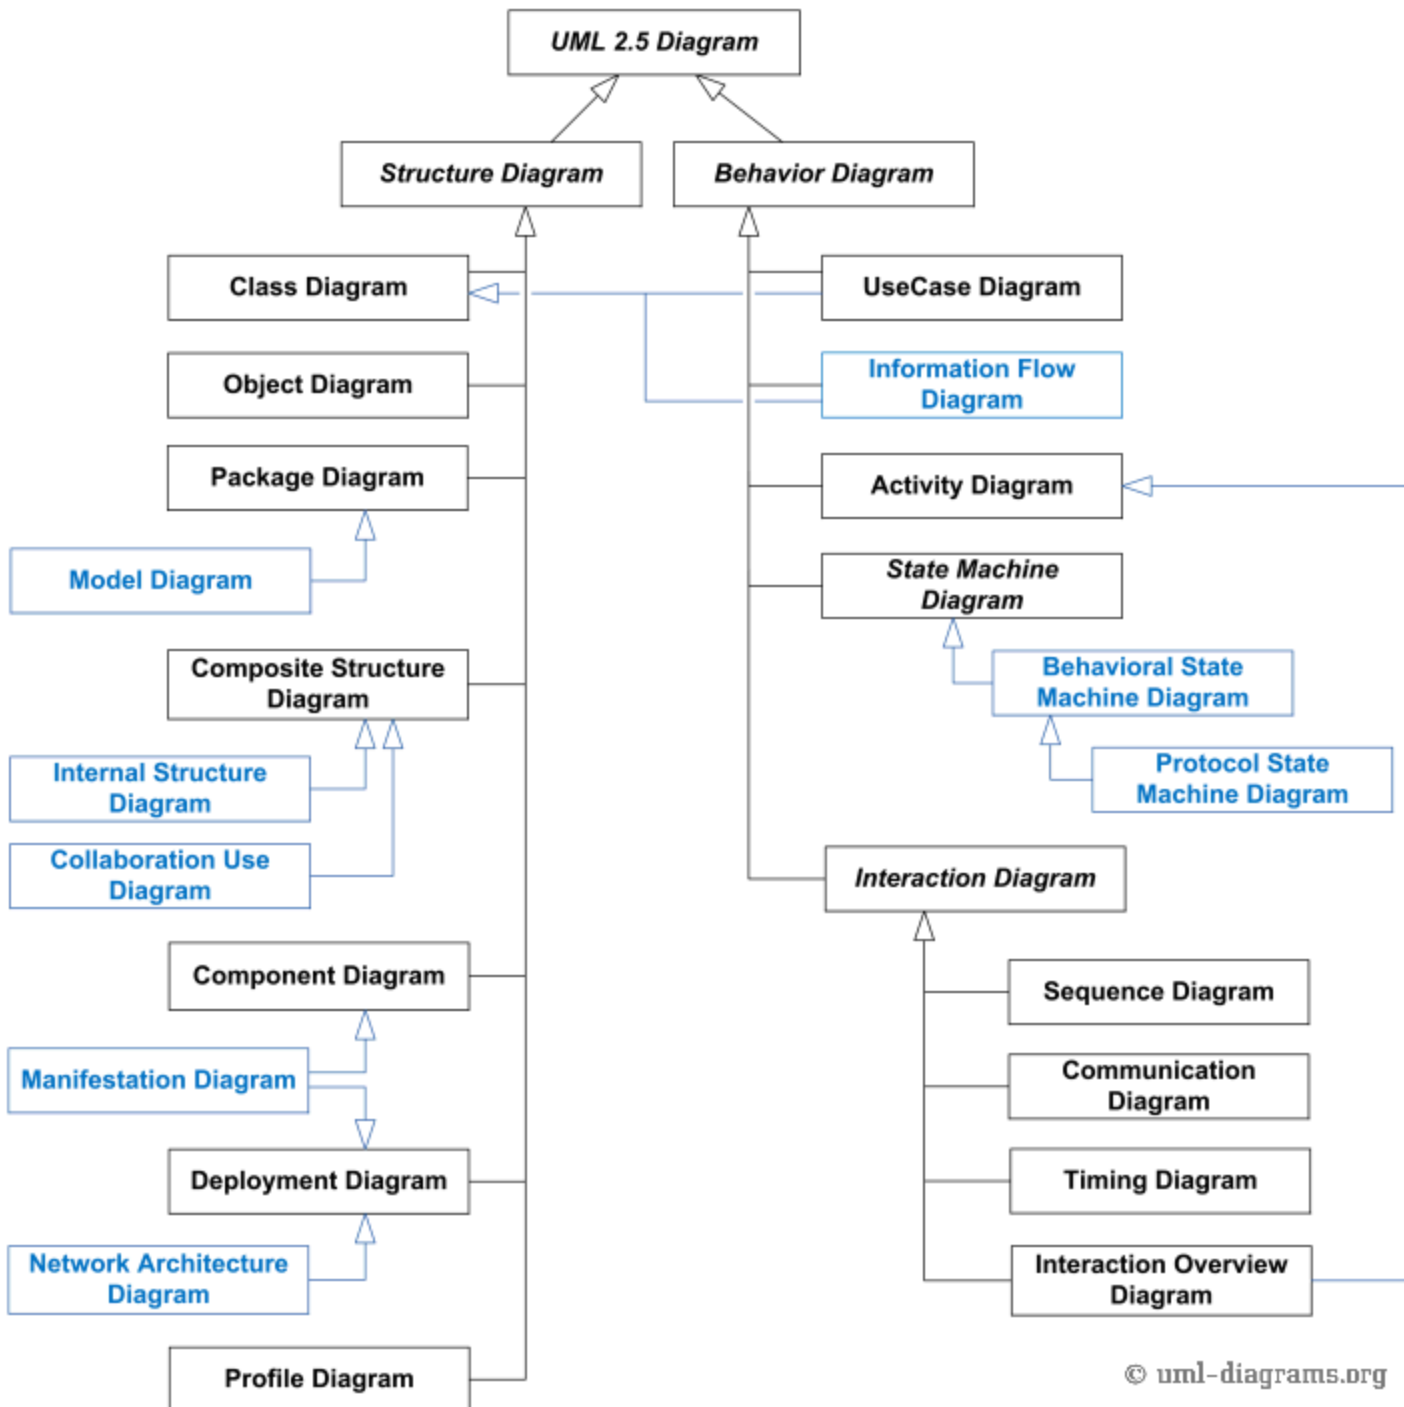 UML 2.5 Diagram
Structure Diagram
Behavior Diagram
Class Diagram
UseCase Diagram
Object Diagram
Information Flow
Diagram
Package Diagram
Activity Diagram
Model Diagram
State Machine
Diagram
Composite Structure
Diagram
Behavioral State
Machine Diagram
Internal Structure
Diagram
Protocol State
Machine Diagram
Collaboration Use
Diagram
Interaction Diagram
Component Diagram
Sequence Diagram
Manifestation Diagram
Communication
Diagram
Deployment Diagram
Timing Diagram
Network Architecture
Diagram
Interaction Overview
Diagram
Profile Diagram
© uml-diagrams.org